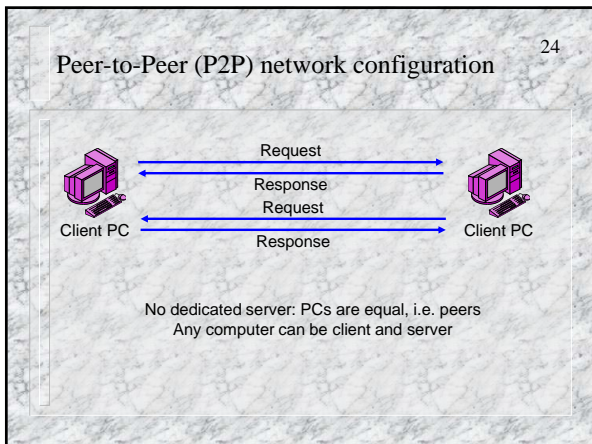 24
Peer-to-Peer (P2P) network configuration
Request
Response
Request
Client PC
Client PC
Response
No dedicated server: PCs are equal, i.e. peers
Any computer can be client and server